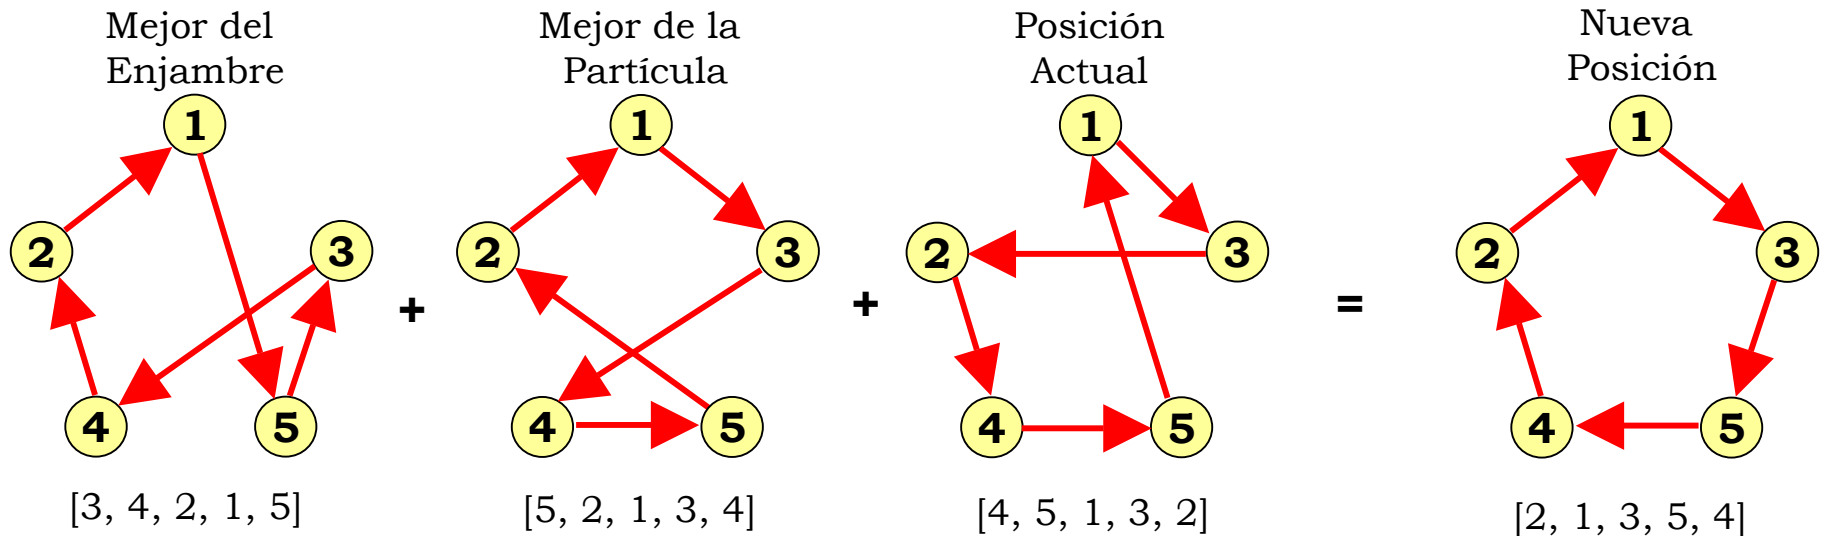 Mejor del
Enjambre
1
2
3
4
5
[3, 4, 2, 1, 5]
+
Mejor de la
Partícula
1
2
3
4
5
[5, 2, 1, 3, 4]
+
Posición
Actual
1
2
3
4
5
[4, 5, 1, 3, 2]
=
Nueva
Posición
1
2
3
4
5
[2, 1, 3, 5, 4]